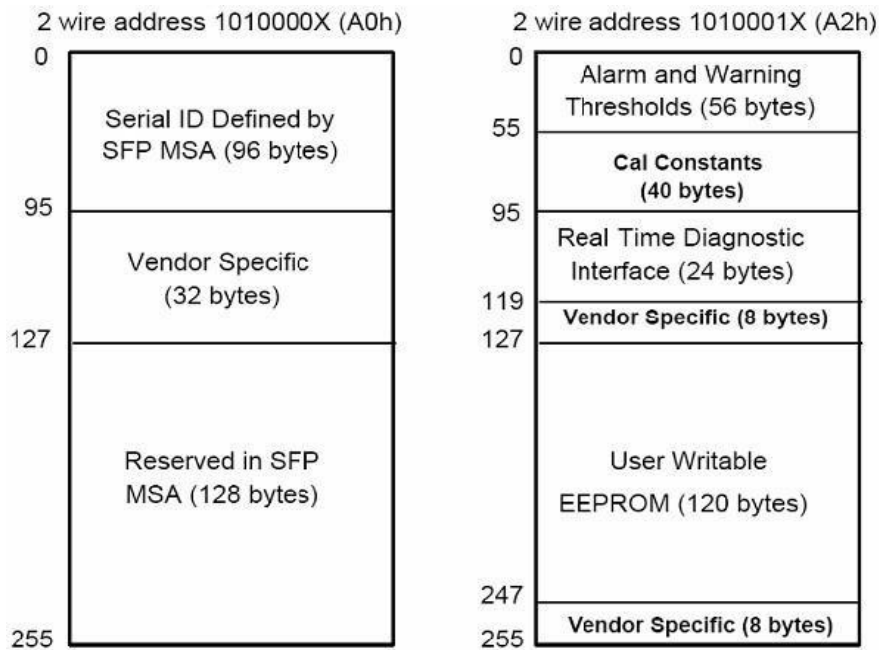 2 wire address 1010000X (A0h)
0
Serial ID Defined by
SFP MSA (96 bytes)
95
Vendor Specific
(32 bytes)
127
Reserved in SFP
MSA (128 bytes)
255
2 wire address 1010001X (A2h)
0
Alarm and Warning
Thresholds (56 bytes)
55
Cal Constants
(40 bytes)
95
Real Time Diagnostic
Interface (24 bytes)
119
Vendor Specific (8 bytes)
127
User Writable
EEPROM (120 bytes)
247
Vendor Specific (8 bytes)
255